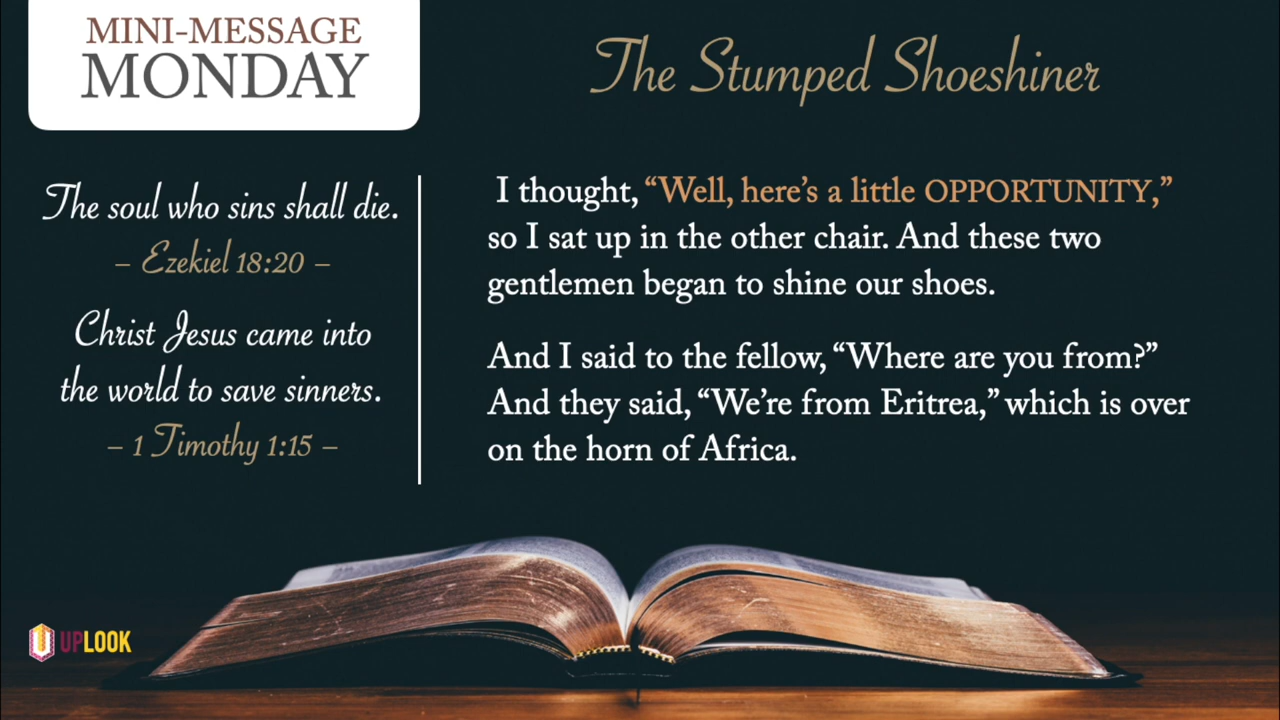 MINI-MESSAGE
MONDAY
The Stumped Shoeshiner
The soul who sins shall die.
– Ezekiel 18:20 –
Christ Jesus came into
the world to save sinners.
– 1 Timothy 1:15 –
I thought, “Well, here’s a little OPPORTUNITY,”
so I sat up in the other chair. And these two
gentlemen began to shine our shoes.
And I said to the fellow, “Where are you from?”
And they said, “We’re from Eritrea,” which is over
on the horn of Africa.
UPLOOK